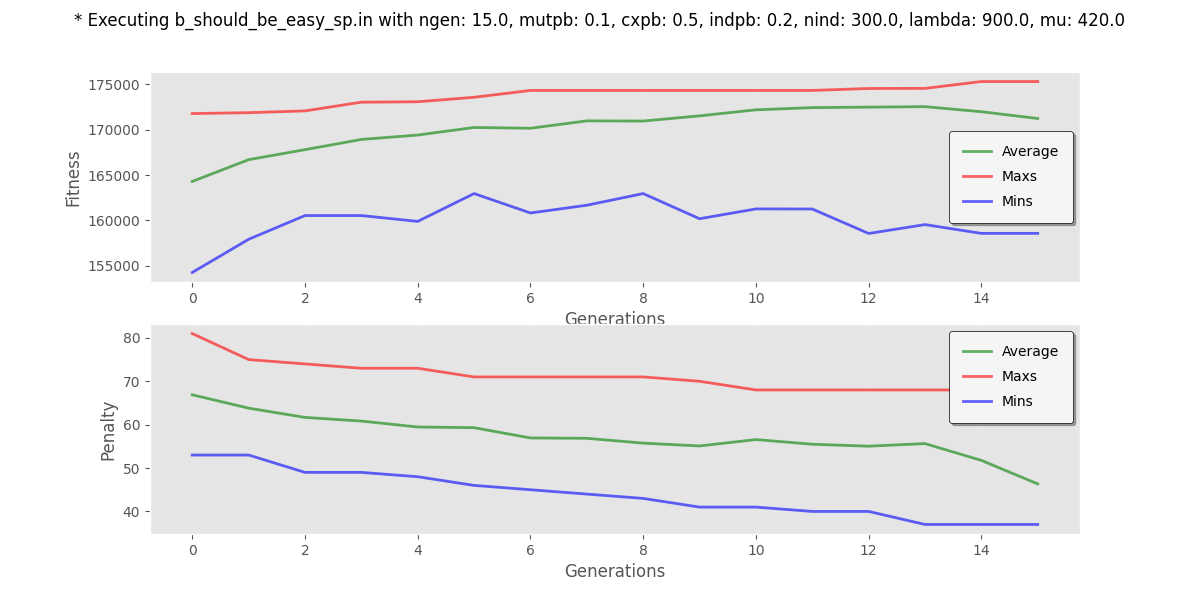 * Executing b_should_be_easy_sp.in with ngen: 15.0, mutpb: 0.1, cxpb: 0.5, indpb: 0.2, nind: 300.0, lambda: 900.0, mu: 420.0
175000
170000
165000
160000
155000
Fitness
Average
Maxs
Mins
0 2 4 6 8 10 12 14
Generations
80
70
60
50
40
Penalty
Average
Maxs
Mins
0 2 4 6 8 10 12 14
Generations